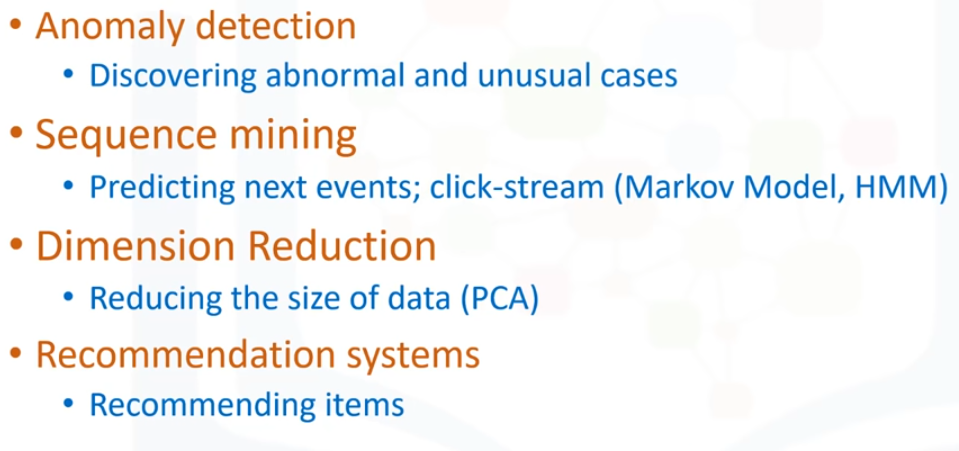 • Anomaly detection
• Discovering abnormal and unusual cases
• Sequence mining
• Predicting next events; click-stream (Markov Model, HMM)
• Dimension Reduction
• Reducing the size of data (PCA)
• Recommendation systems
• Recommending items